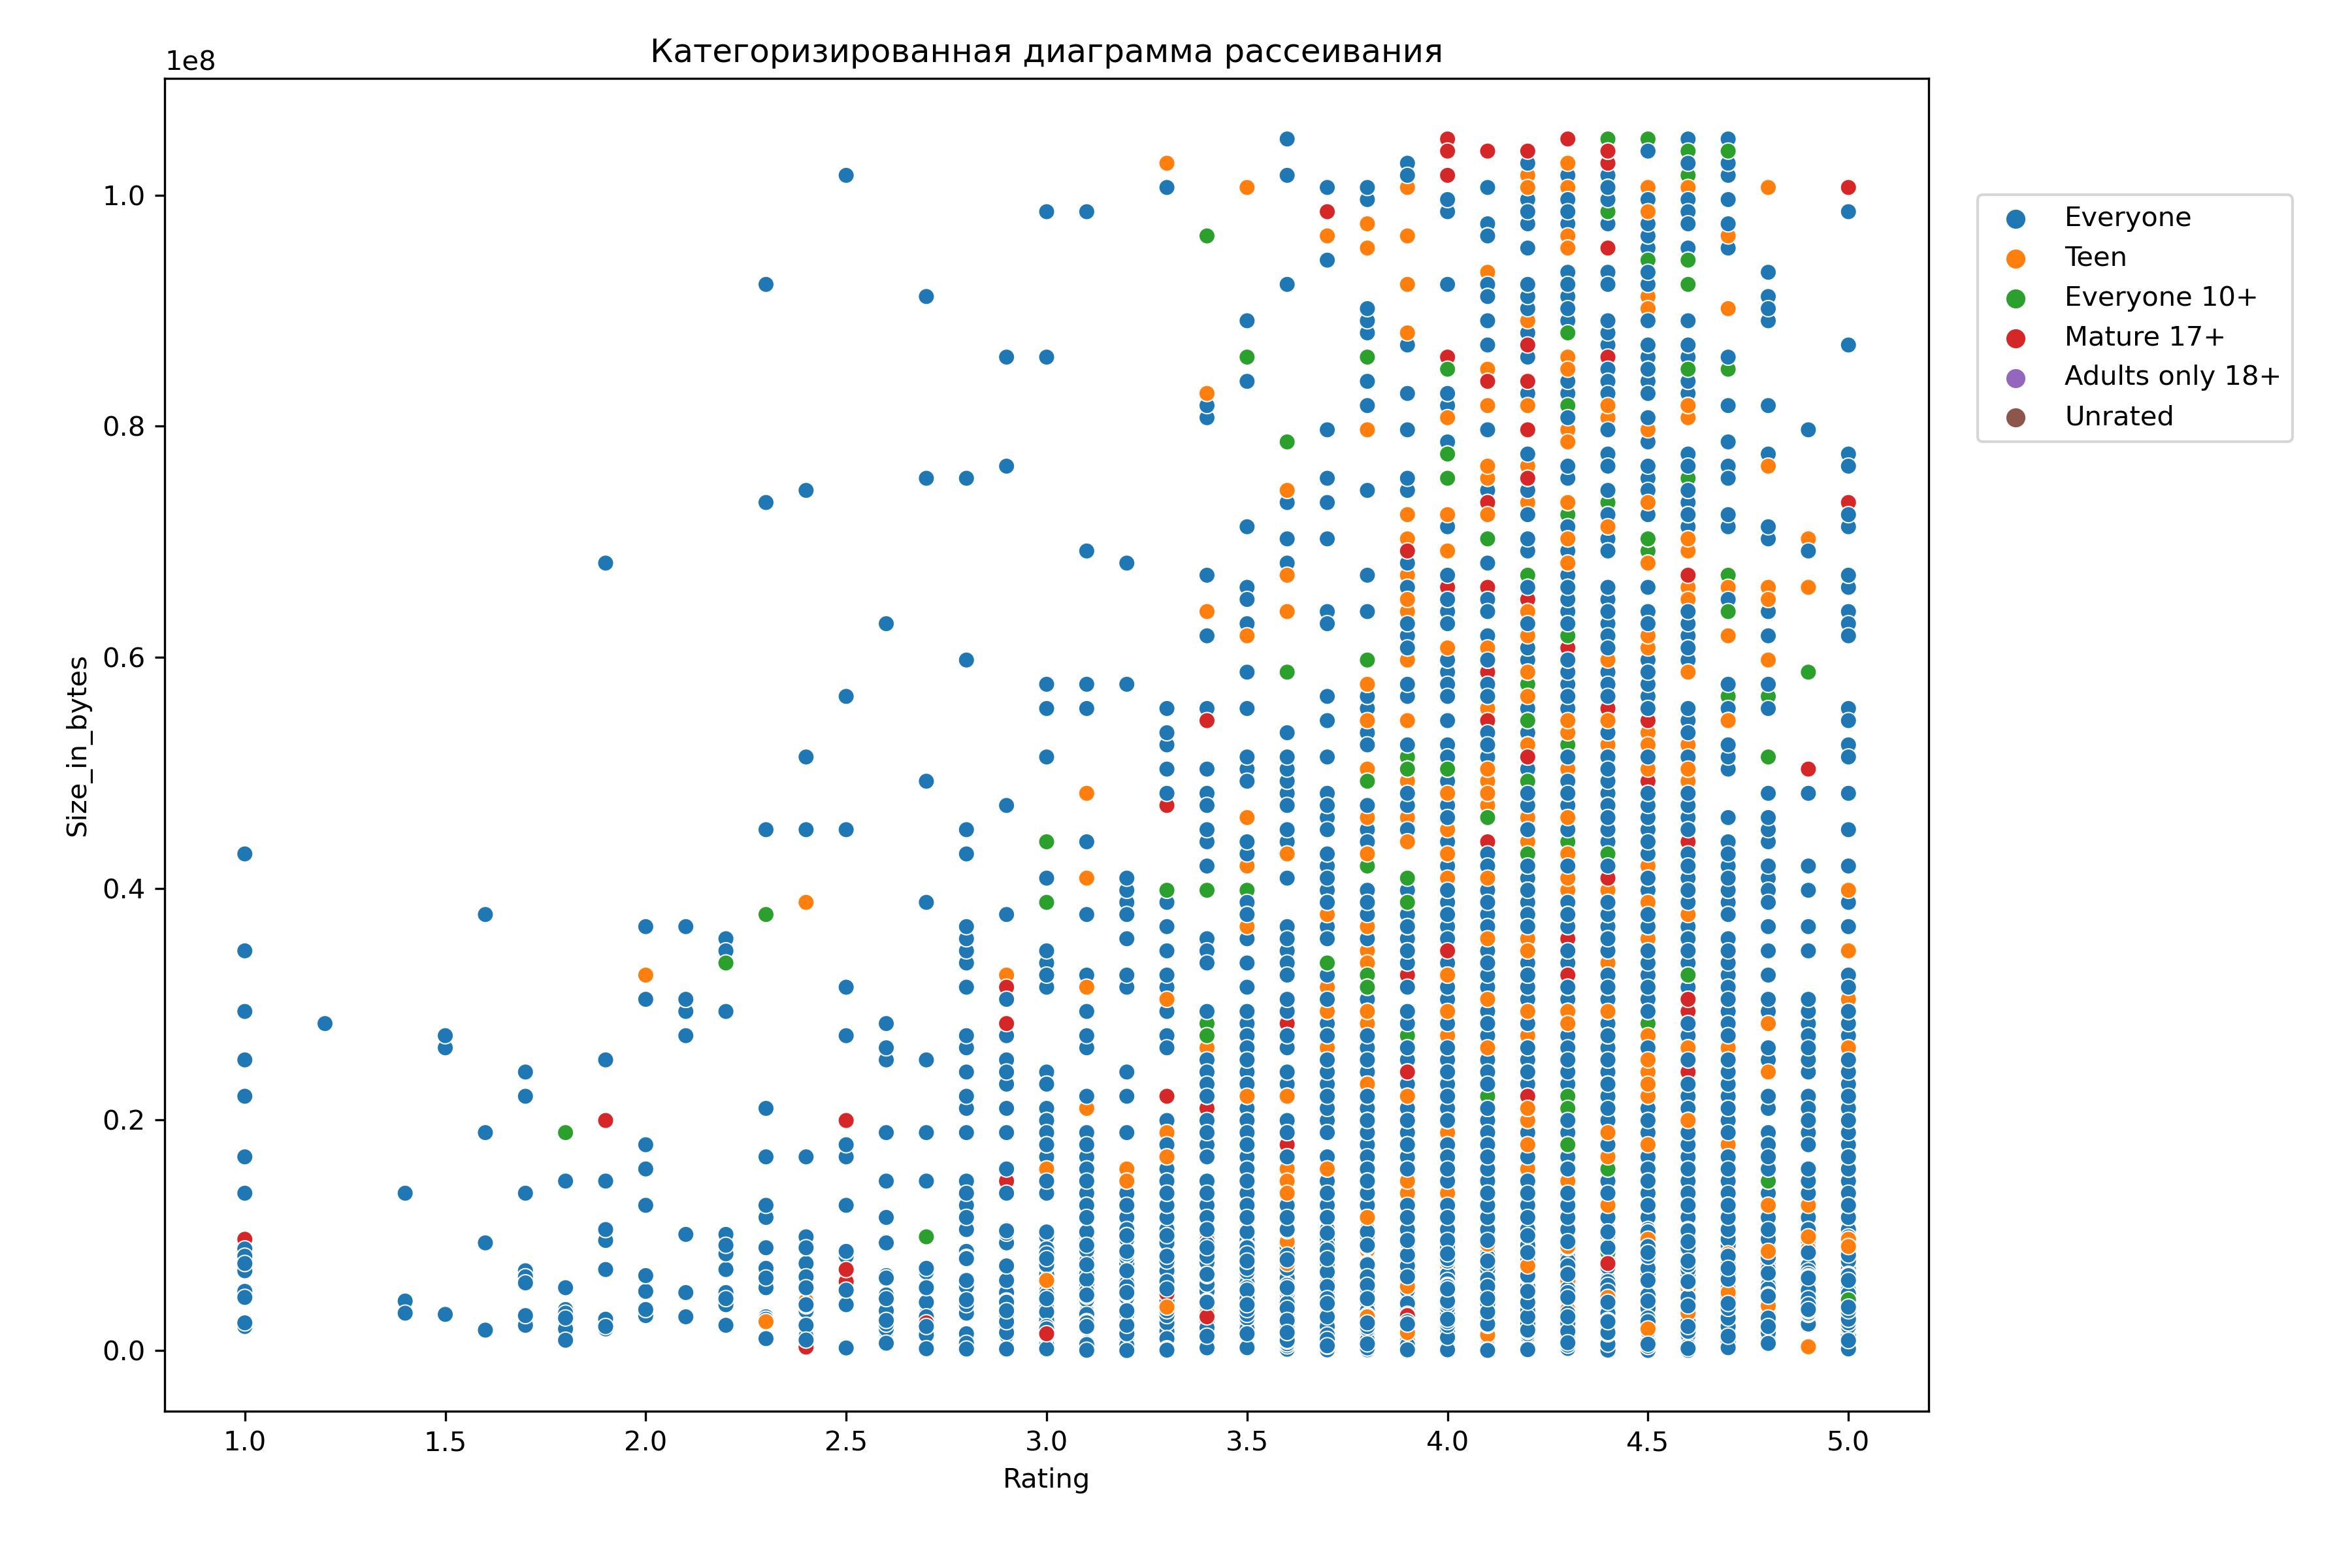 Категоризированная диаграмма рассеивания
1e8
1.0
0.8
0.6
0.4
0.2
0.0
Size_in_bytes
1.0 1.5 2.0 2.5 3.0 3.5 4.0 4.5 5.0
Rating
Everyone
Teen
Everyone 10+
Mature 17+
Adults only 18+
Unrated